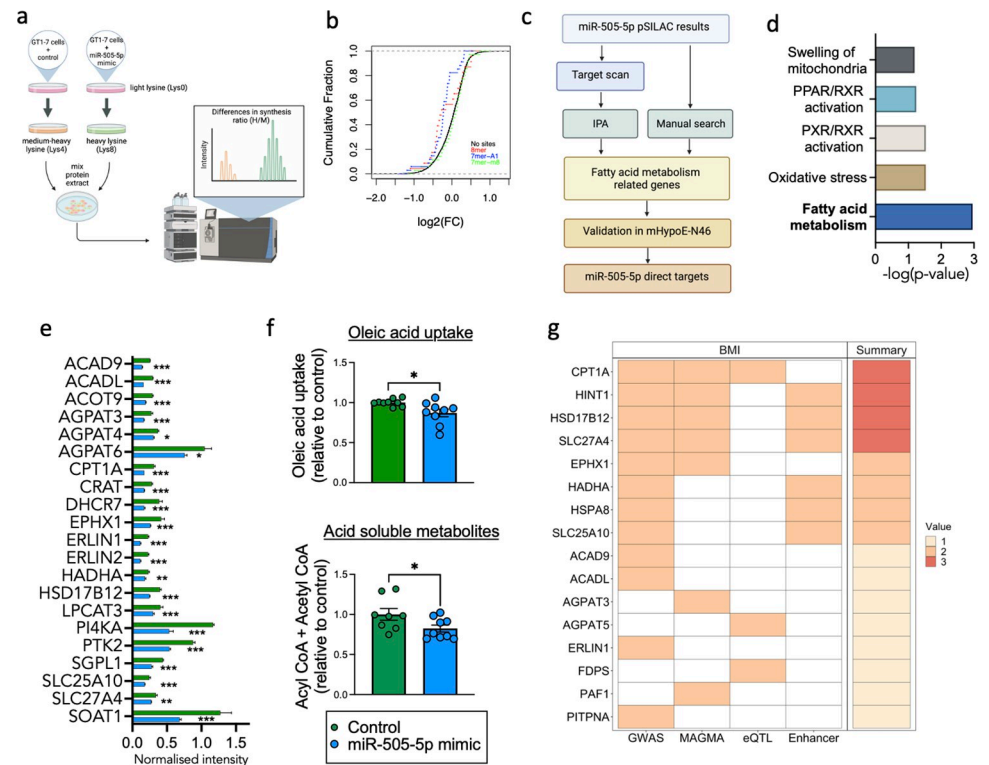 a
GT1-7 cells
+
control
GT1-7 cells
+
miR-505-5p
mimic
light lysine (Lys0)
medium-heavy
lysine (Lys4)
heavy lysine
(Lys8)
mix
protein
extract
Differences in synthesis
ratio (H/M)
Intensity
b
Cumulative Fraction
1.0
0.8
0.6
0.4
0.2
0.0
No sites
8mer
7mer-A1
7mer-m8
−2.0
−1.0
0.0
1.0
log2(FC)
c
miR-505-5p pSILAC results
Target scan
IPA
Manual search
Fatty acid metabolism
related genes
Validation in mHypoE-N46
miR-505-5p direct targets
d
Swelling of
mitochondria
PPAR/RXR
activation
PXR/RXR
activation
Oxidative stress
Fatty acid
metabolism
0 1 2 3
-log(p-value)
e
ACAD9 ***
ACADL ***
ACOT9 ***
AGPAT3 ***
AGPAT4 *
AGPAT6 *
CPT1A ***
CRAT ***
DHCR7 ***
EPHX1 ***
ERLIN1 ***
ERLIN2 ***
HADHA **
HSD17B12 ***
LPCAT3 ***
PI4KA ***
PTK2 ***
SGPL1 ***
SLC25A10 ***
SLC27A4 **
SOAT1 ***
0.0 0.5 1.0 1.5
Normalised intensity
f
Oleic acid uptake
Oleic acid uptake
(relative to control)
1.5
1.0
0.5
0.0
*
Acid soluble metabolites
Acyl CoA + Acetyl CoA
(relative to control)
1.5
1.0
0.5
0.0
*
Control
miR-505-5p mimic
g
BMI
Summary
CPT1A
HINT1
HSD17B12
SLC27A4
EPHX1
HADHA
HSPA8
SLC25A10
ACAD9
ACADL
AGPAT3
AGPAT5
ERLIN1
FDPS
PAF1
PITPNA
GWAS MAGMA eQTL Enhancer
Value
1
2
3